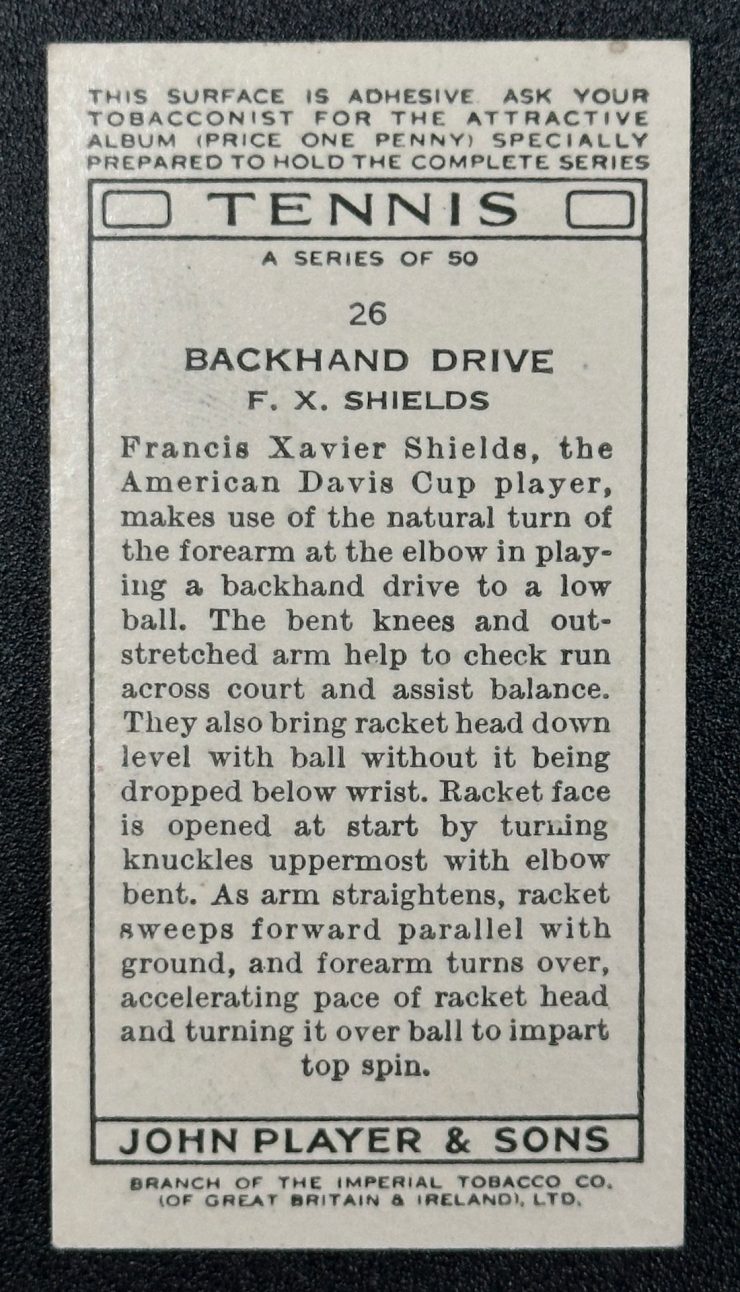 THIS SURFACE IS ADHESIVE. ASK YOUR
TOBACCONIST FOR THE ATTRACTIVE
ALBUM (PRICE ONE PENNY) SPECIALLY
PREPARED TO HOLD THE COMPLETE SERIES
TENNIS
A SERIES OF 50
26
BACKHAND DRIVE
F. X. SHIELDS
Francis Xavier Shields, the
American Davis Cup player,
makes use of the natural turn of
the forearm at the elbow in play-
ing a backhand drive to a low
ball. The bent knees and out-
stretched arm help to check run
across court and assist balance.
They also bring racket head down
level with ball without it being
dropped below wrist. Racket face
is opened at start by turning
knuckles uppermost with elbow
bent. As arm straightens, racket
sweeps forward parallel with
ground, and forearm turns over,
accelerating pace of racket head
and turning it over ball to impart
top spin.
JOHN PLAYER & SONS
BRANCH OF THE IMPERIAL TOBACCO CO.
(OF GREAT BRITAIN & IRELAND), LTD.